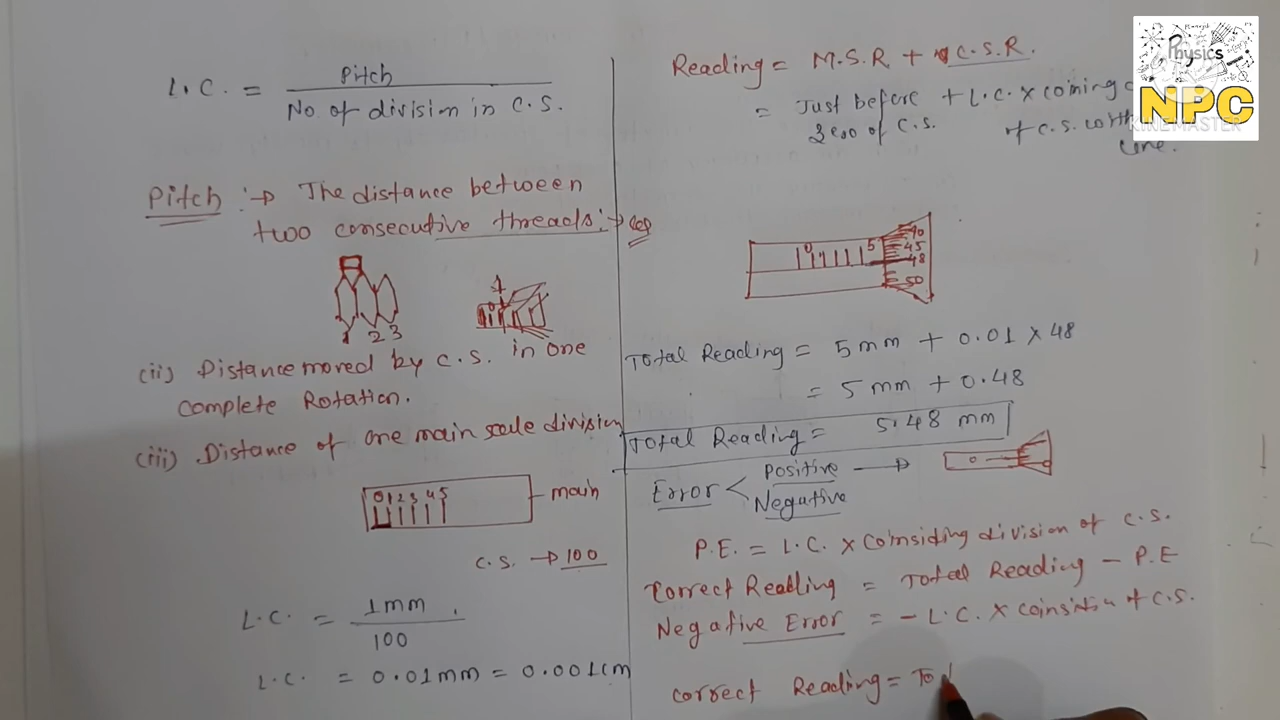 L.C. = Pitch
No of division in C.S.
Pitch :→ The distance between
two consecutive threads :→
1 2 3
(ii) Distance moved by C.S. in one
Complete Rotation.
(iii) Distance of one main scale division
0 1 2 3 4 5
main
C.S. → 100
L.C. = 1mm
100
L.C. = 0.01mm = 0.001cm
Reading = M.S.R + C.S.R.
= Just before + L.C. × coming
zero of C.S. of C.S. with
line.
0 5 40
45
48
50
Total Reading = 5mm + 0.01 × 48
= 5mm + 0.48
Total Reading = 5.48 mm
Error < Positive →
Negative
0
P.E. = L.C. × Coinsiding division of C.S.
Correct Reading = Total Reading - P.E
Negative Error = - L.C. × of C.S.
Correct Reading = To
Physics
NPC
KINEMASTER